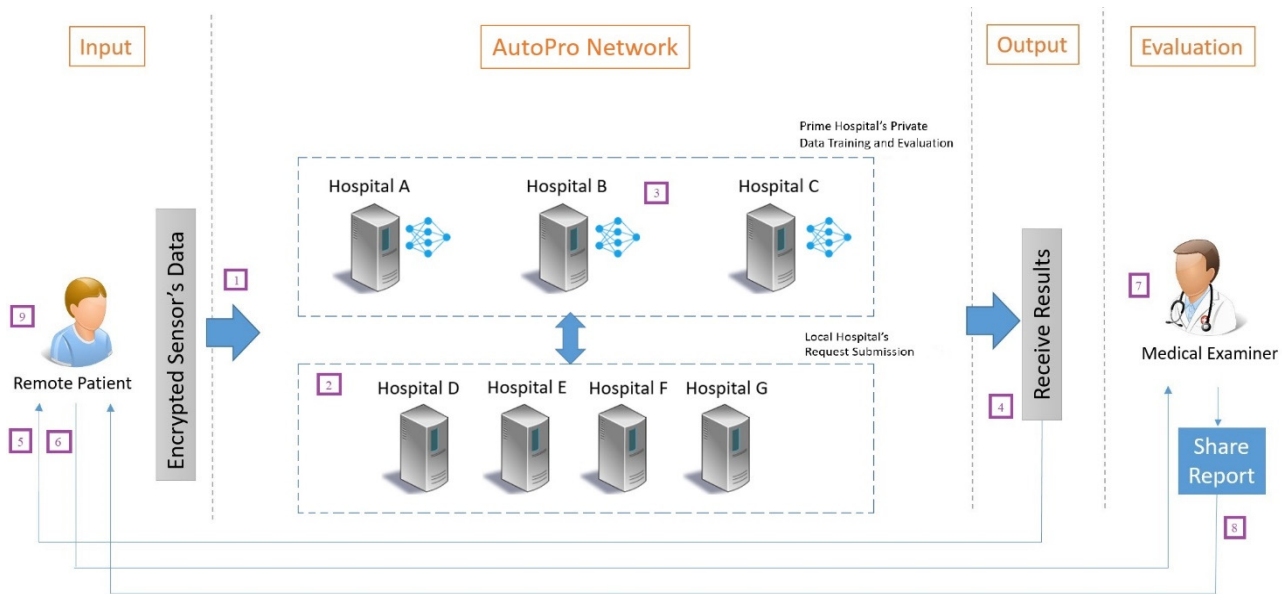 Input
AutoPro Network
Output
Evaluation
Prime Hospital's Private
Data Training and Evaluation
Hospital A
Hospital B
3
Hospital C
Encrypted Sensor's Data
1
Receive Results
7
9
Local Hospital's
Request Submission
Medical Examiner
Remote Patient
2
Hospital D
Hospital E
Hospital F
Hospital G
4
5
6
Share
Report
8